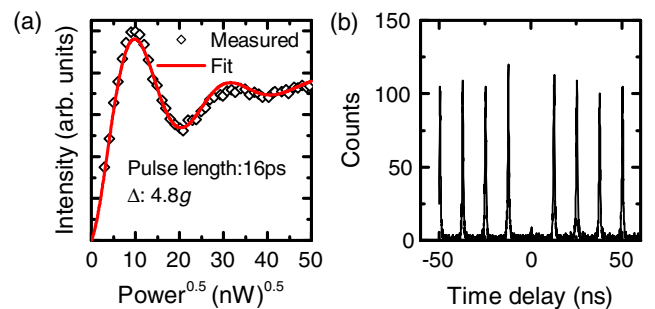 (a)
Intensity (arb. units)
Measured
Fit
Pulse length:16ps
Δ: 4.8g
0 10 20 30 40 50
Power^0.5 (nW)^0.5
(b)
Counts
150
100
50
0
-50 0 50
Time delay (ns)